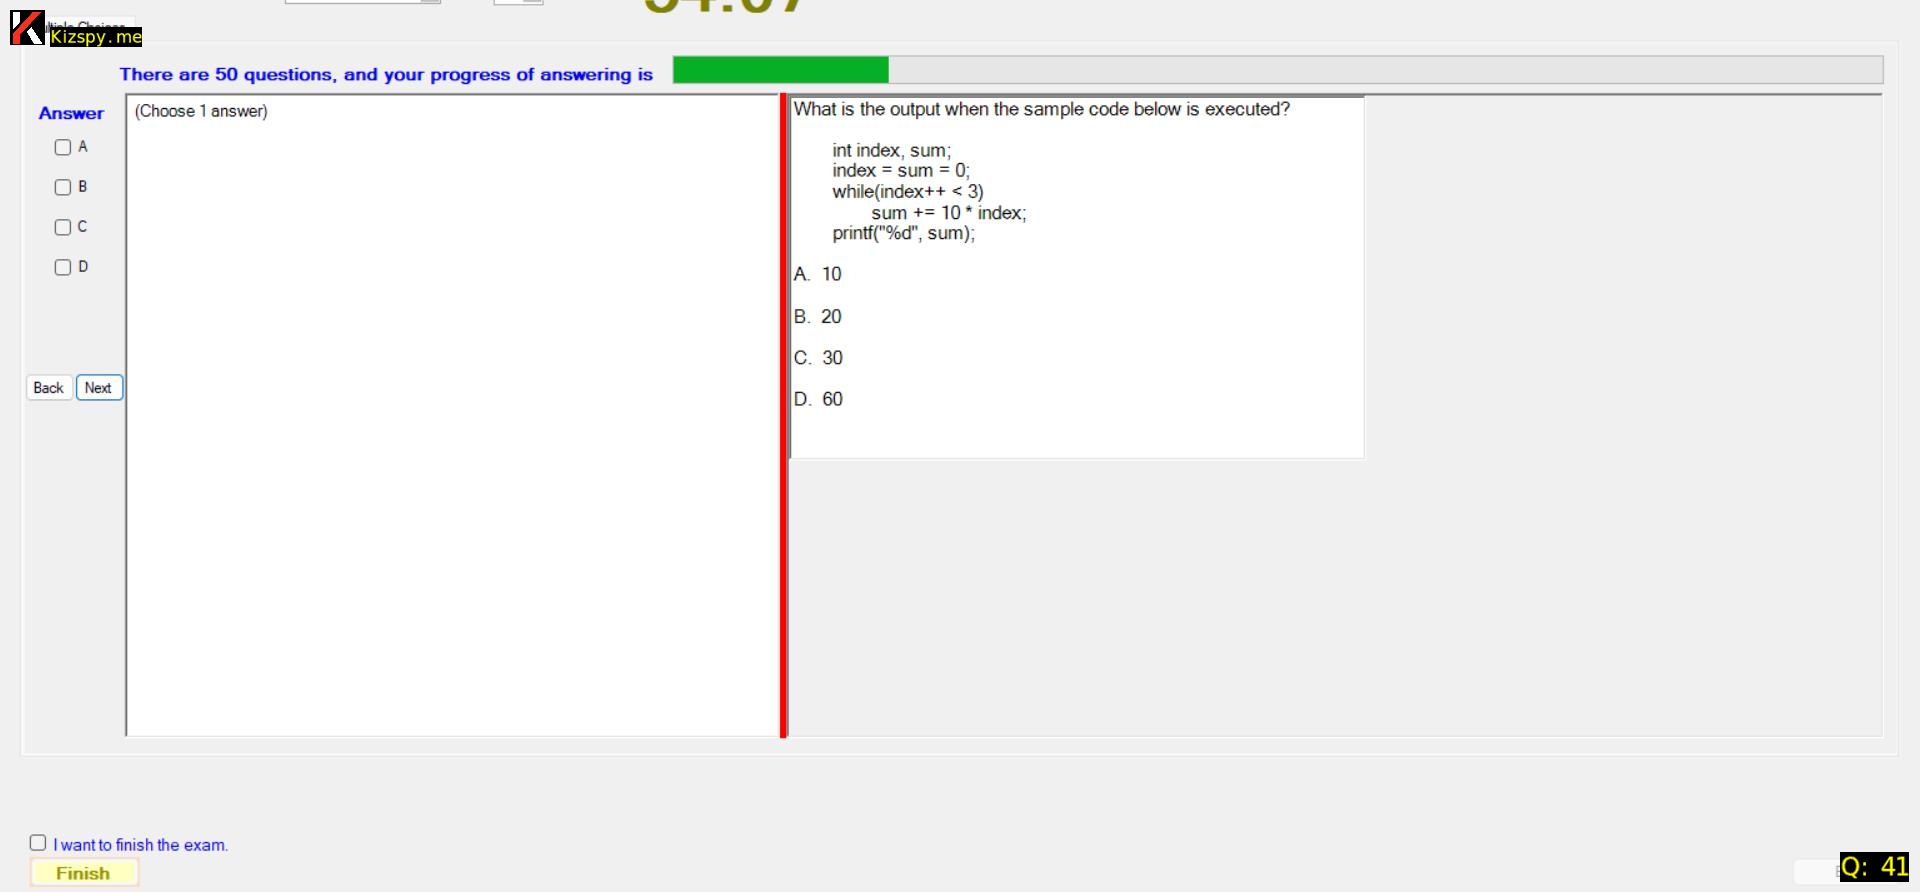 Kizspy.me
There are 50 questions, and your progress of answering is
Answer
(Choose 1 answer)
A
B
C
D
Back
Next
What is the output when the sample code below is executed?
int index, sum;
index = sum = 0;
while(index++ < 3)
sum += 10 * index;
printf("%d", sum);
A. 10
B. 20
C. 30
D. 60
I want to finish the exam.
Finish
Q: 41